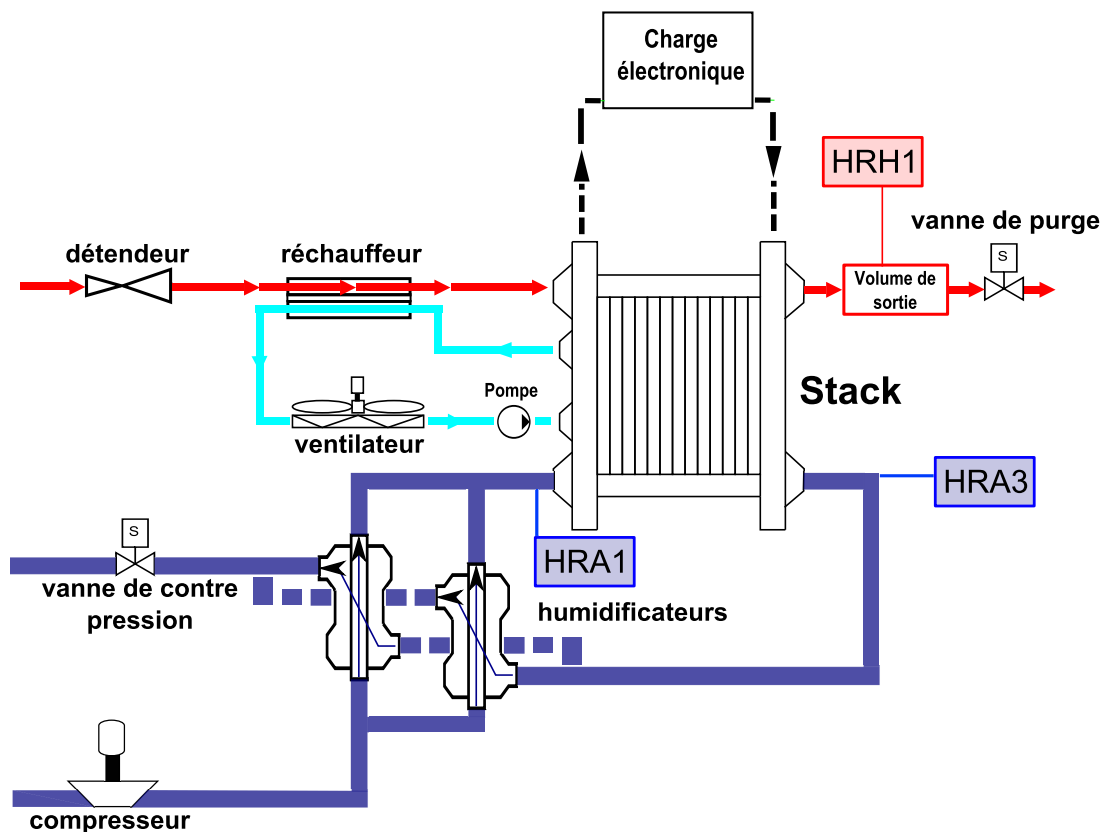 Charge
électronique
HRH1
vanne de purge
S
détendeur
réchauffeur
Volume de
sortie
Pompe
Stack
ventilateur
HRA3
S
HRA1
vanne de contre
pression
humidificateurs
compresseur